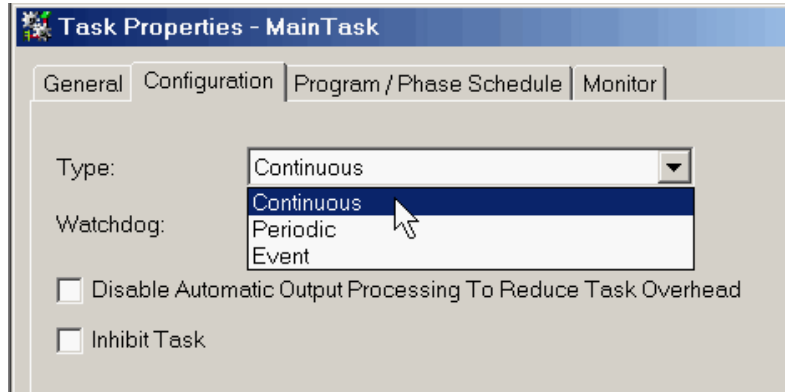 Task Properties - MainTask
General Configuration Program / Phase Schedule Monitor
Type: Continuous
Continuous
Watchdog:
Periodic
Event
Disable Automatic Output Processing To Reduce Task Overhead
Inhibit Task